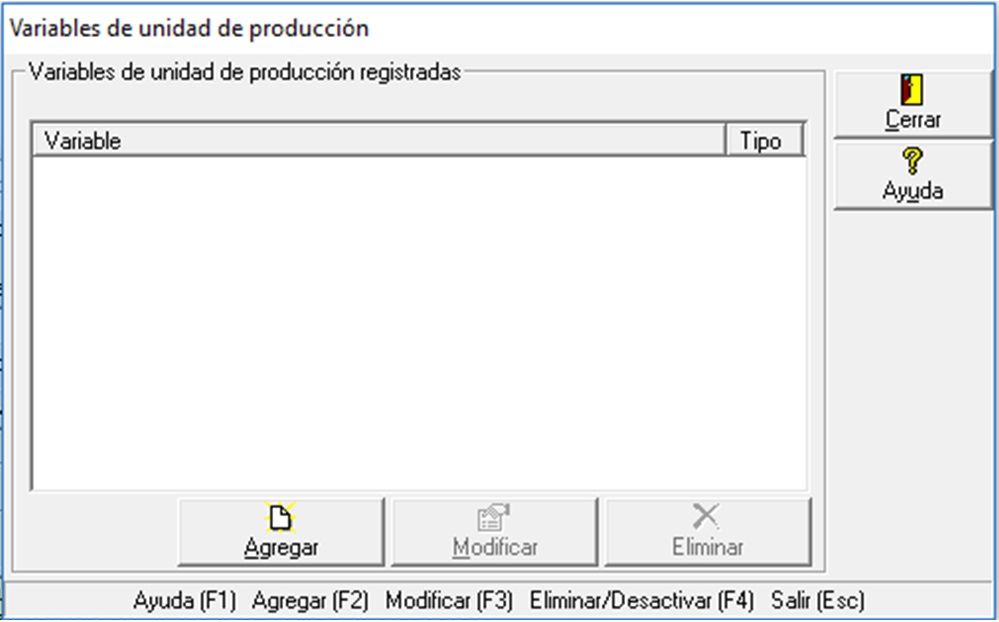 Variables de unidad de producción
Variables de unidad de producción registradas
Variable Tipo
Cerrar
Ayuda
Agregar Modificar Eliminar
Ayuda (F1) Agregar (F2) Modificar (F3) Eliminar/Desactivar (F4) Salir (Esc)